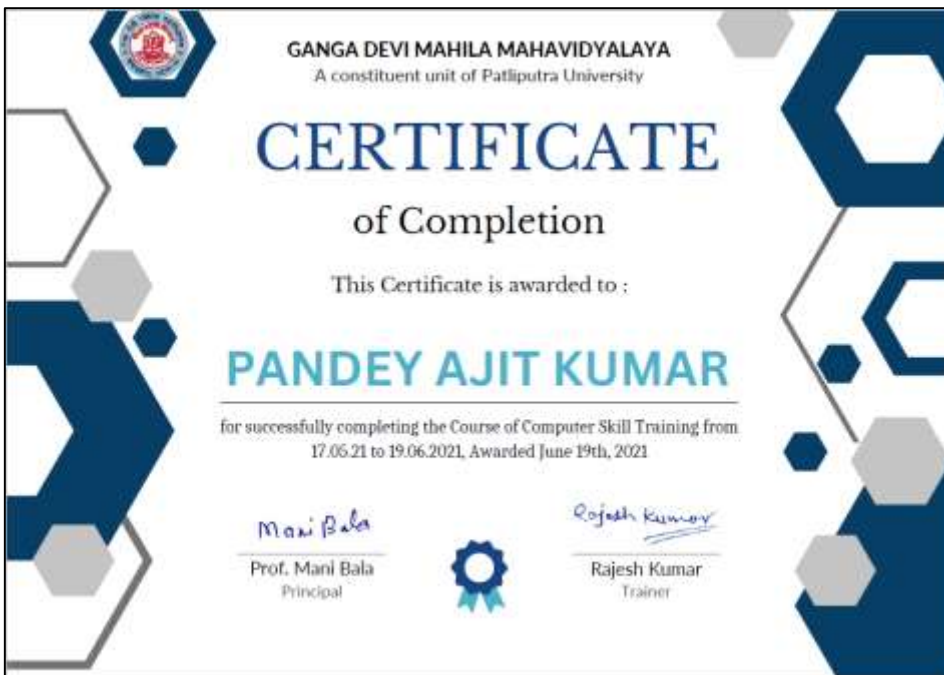 GANGA DEVI MAHILA MAHAVIDYALAYA
A constituent unit of Patliputra University
CERTIFICATE
of Completion
This Certificate is awarded to :
PANDEY AJIT KUMAR
for successfully completing the Course of Computer Skill Training from
17.05.21 to 19.06.2021, Awarded June 19th, 2021
Mani Bala
Rajesh Kumar
Prof. Mani Bala
Rajesh Kumar
Principal
Trainer